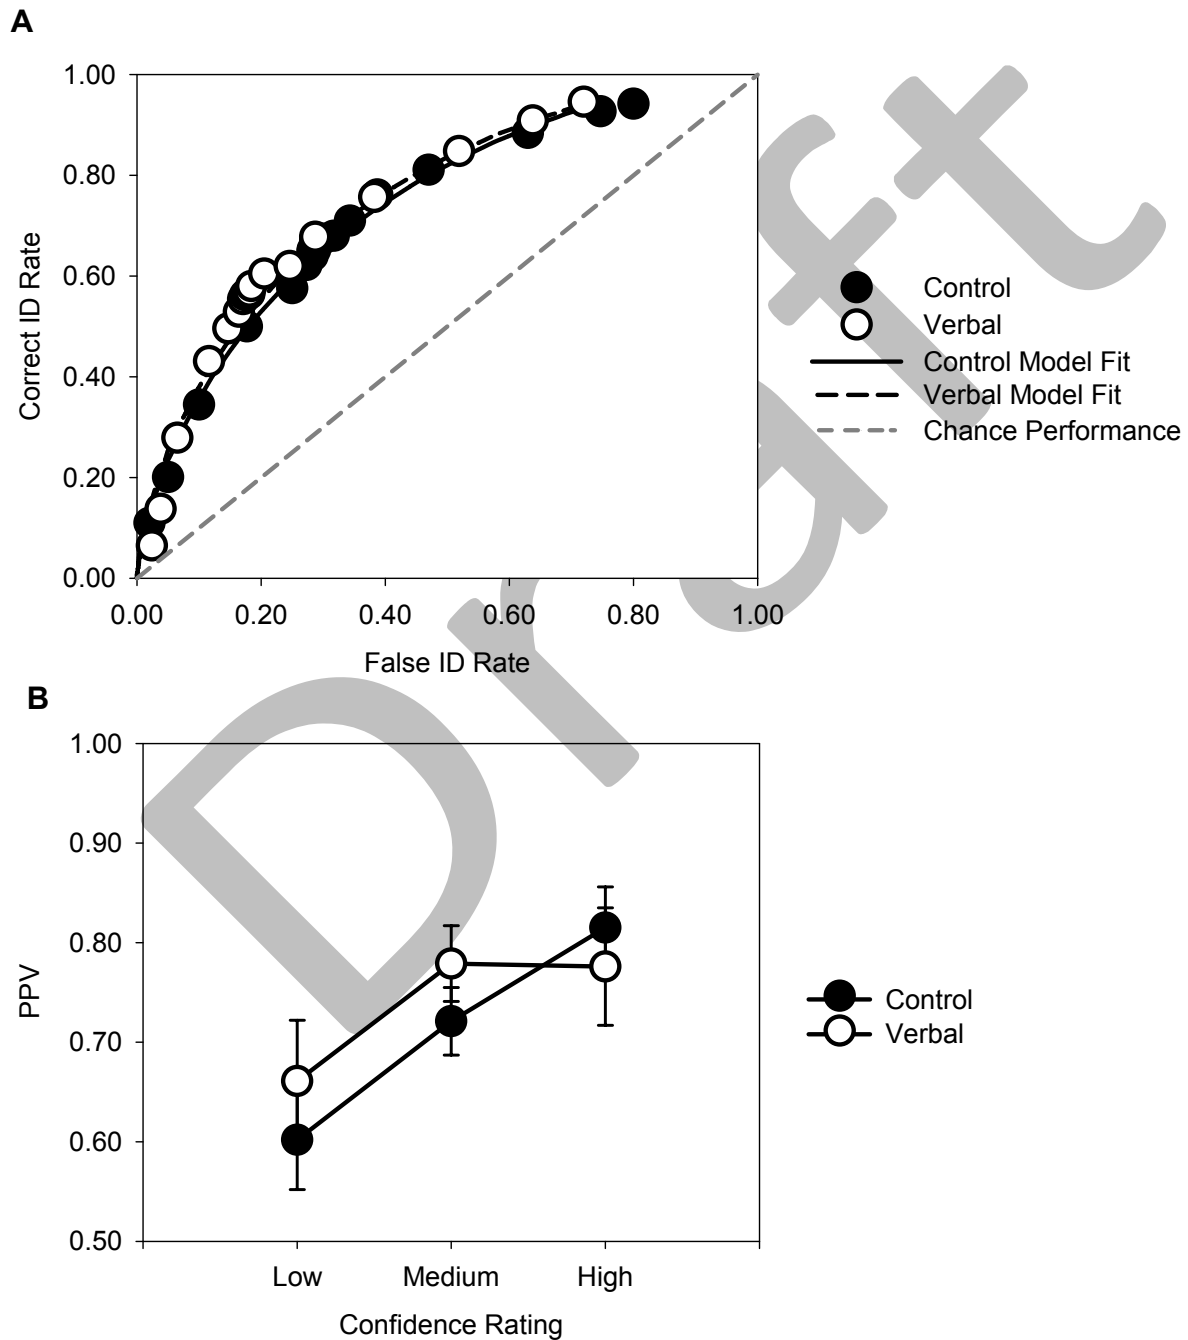 A
1.00
0.80
0.60
0.40
0.20
0.00
Correct ID Rate
0.00 0.20 0.40 0.60 0.80 1.00
False ID Rate
Control
Verbal
Control Model Fit
Verbal Model Fit
Chance Performance
Draft
B
1.00
0.90
0.80
0.70
0.60
0.50
PPV
Low Medium High
Confidence Rating
Control
Verbal